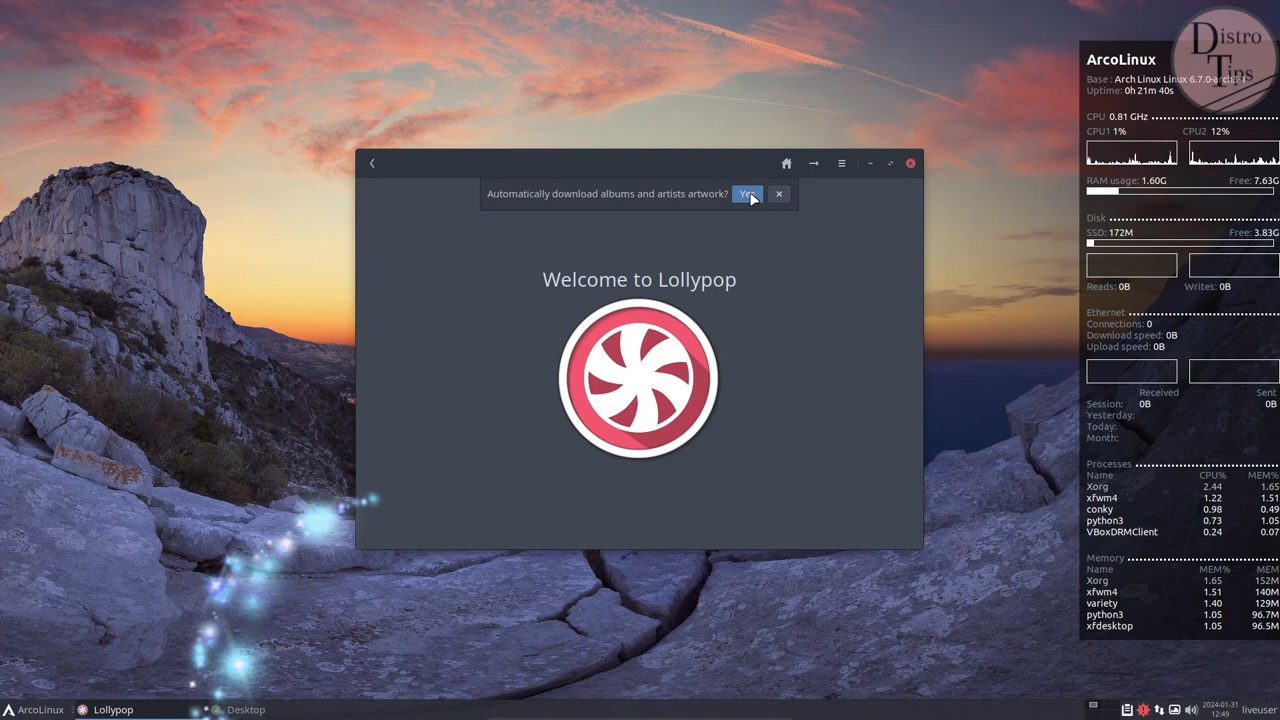 Distro
Tips
ArcoLinux
Base : Arch Linux Linux 6.7.0-arch3-1
Uptime: 0h 21m 40s
CPU 0.81 GHz
CPU1 1% CPU2 12%
RAM usage: 1.60G Free: 7.63G
Disk
SSD: 172M Free: 3.83G
Reads: 0B Writes: 0B
Ethernet
Connections: 0
Download speed: 0B
Upload speed: 0B
Received Sent
Session: 0B 0B
Yesterday:
Today:
Month:
Processes
Name CPU% MEM%
Xorg 2.44 1.65
xfwm4 1.22 1.51
conky 0.98 0.49
python3 0.73 1.05
VBoxDRMClient 0.24 0.07
Memory
Name MEM% MEM
Xorg 1.65 152M
xfwm4 1.51 140M
variety 1.40 129M
python3 1.05 96.7M
xfdesktop 1.05 96.5M
Automatically download albums and artists artwork? Yes
Welcome to Lollypop
ArcoLinux Lollypop Desktop
2024-01-31
12:49
liveuser